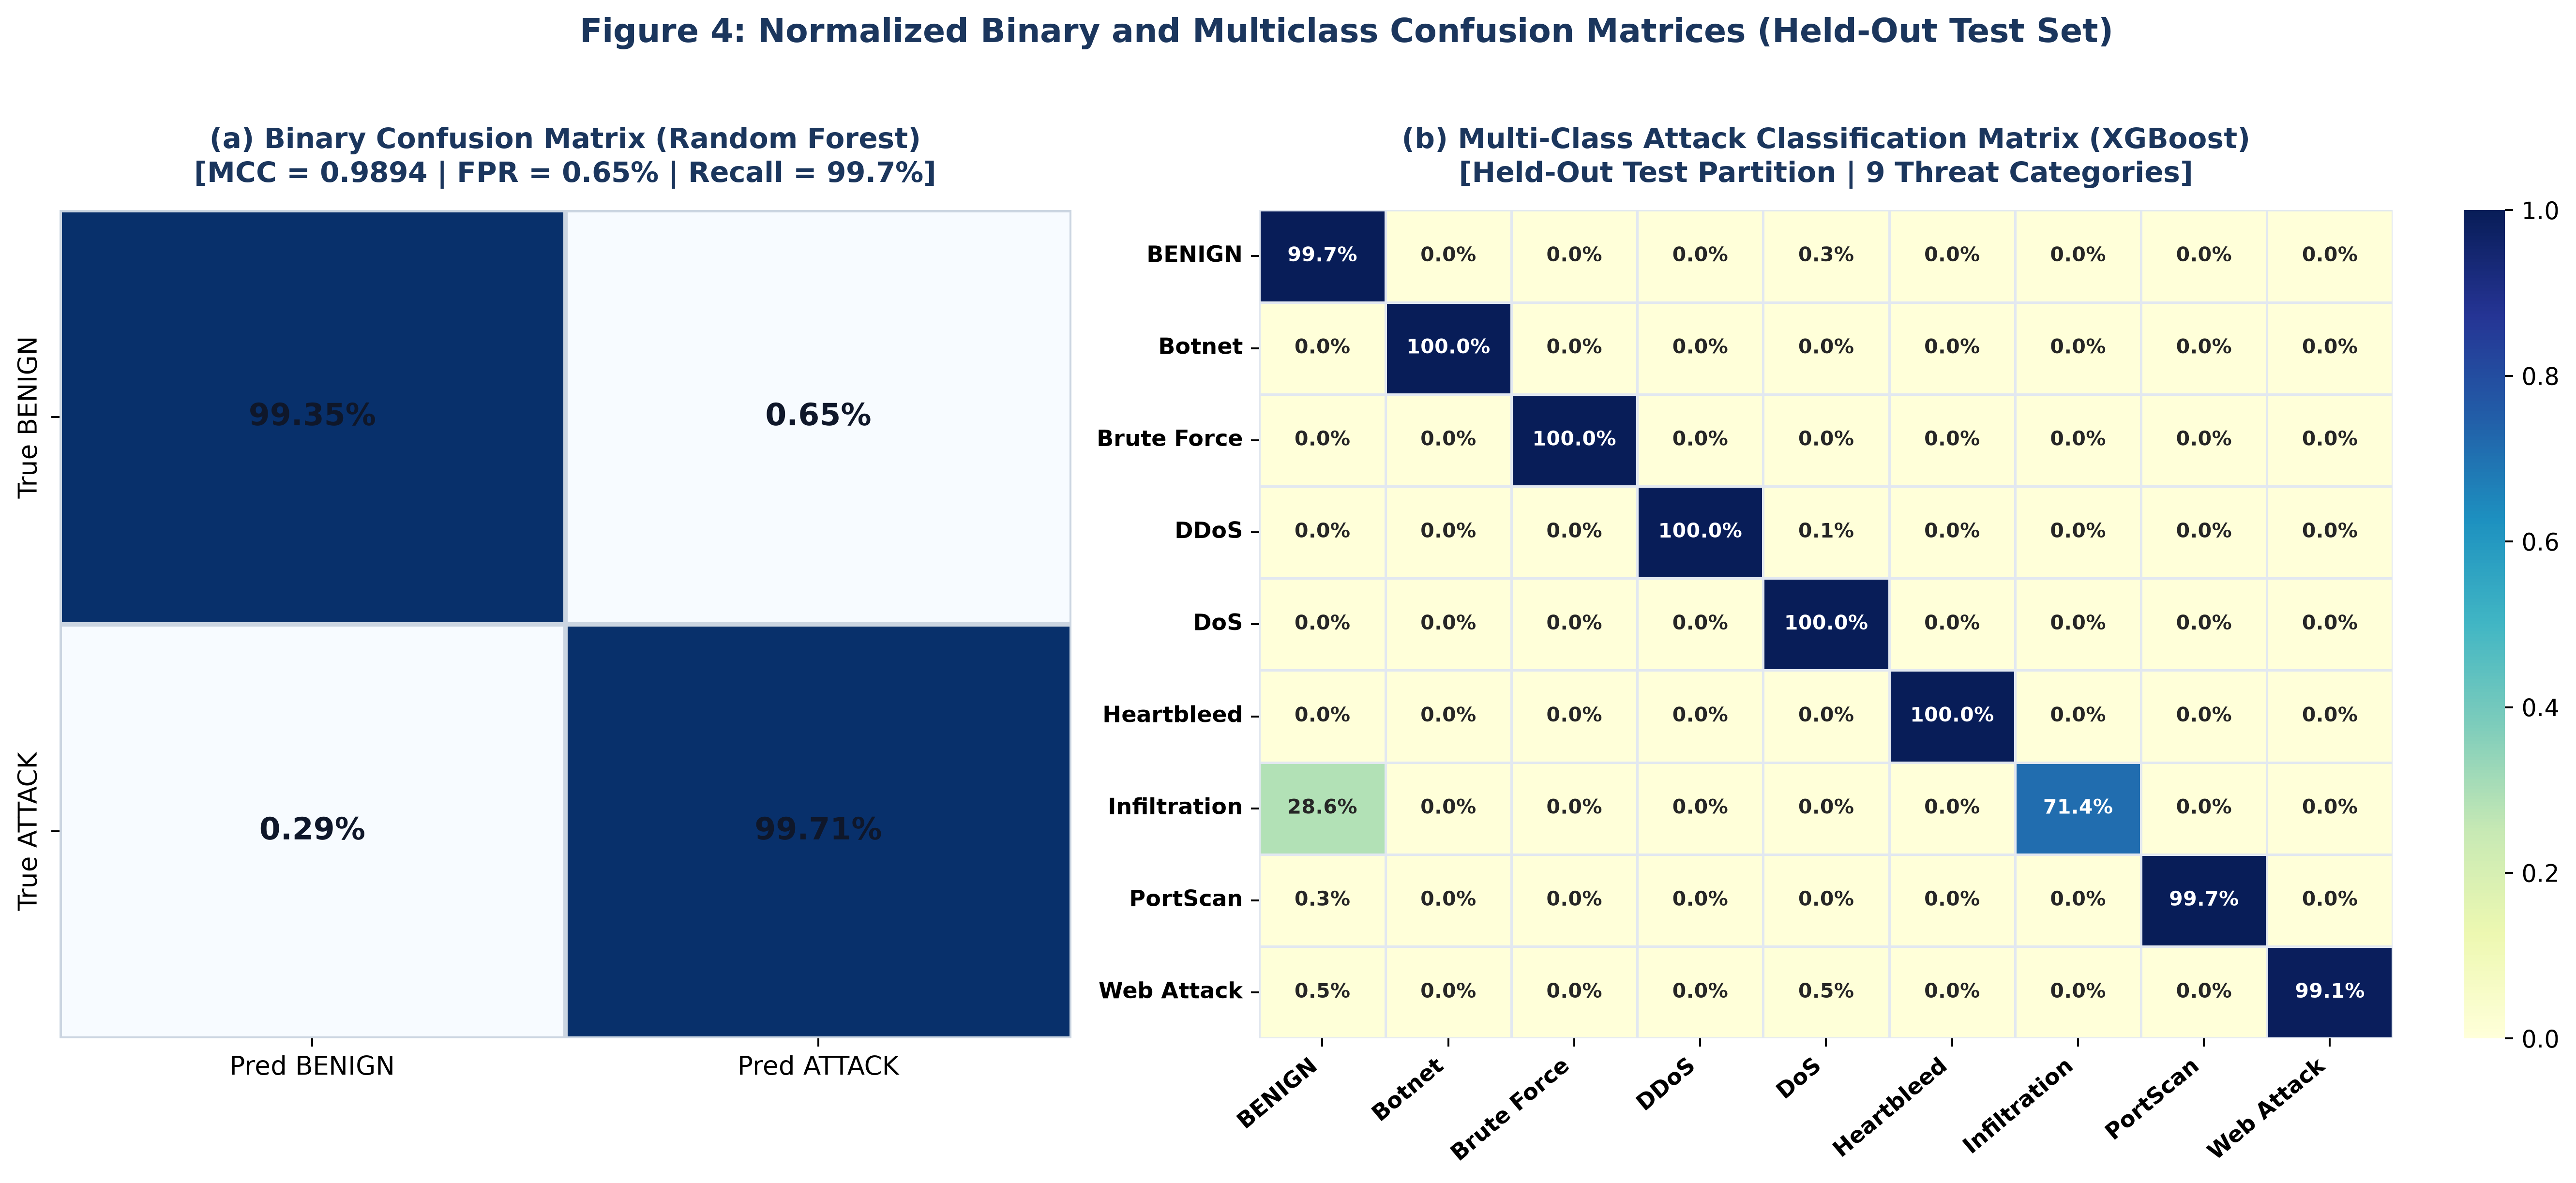 Figure 4: Normalized Binary and Multiclass Confusion Matrices (Held-Out Test Set)
(a) Binary Confusion Matrix (Random Forest)
[MCC = 0.9894 | FPR = 0.65% | Recall = 99.7%]
True BENIGN
99.35%
0.65%
True ATTACK
0.29%
99.71%
Pred BENIGN
Pred ATTACK
(b) Multi-Class Attack Classification Matrix (XGBoost)
[Held-Out Test Partition | 9 Threat Categories]
BENIGN 99.7% 0.0% 0.0% 0.0% 0.3% 0.0% 0.0% 0.0% 0.0%
Botnet 0.0% 100.0% 0.0% 0.0% 0.0% 0.0% 0.0% 0.0% 0.0%
Brute Force 0.0% 0.0% 100.0% 0.0% 0.0% 0.0% 0.0% 0.0% 0.0%
DDoS 0.0% 0.0% 0.0% 100.0% 0.1% 0.0% 0.0% 0.0% 0.0%
DoS 0.0% 0.0% 0.0% 0.0% 100.0% 0.0% 0.0% 0.0% 0.0%
Heartbleed 0.0% 0.0% 0.0% 0.0% 0.0% 100.0% 0.0% 0.0% 0.0%
Infiltration 28.6% 0.0% 0.0% 0.0% 0.0% 0.0% 71.4% 0.0% 0.0%
PortScan 0.3% 0.0% 0.0% 0.0% 0.0% 0.0% 0.0% 99.7% 0.0%
Web Attack 0.5% 0.0% 0.0% 0.0% 0.5% 0.0% 0.0% 0.0% 99.1%
BENIGN
Botnet
Brute Force
DDoS
DoS
Heartbleed
Infiltration
PortScan
Web Attack
1.0
0.8
0.6
0.4
0.2
0.0